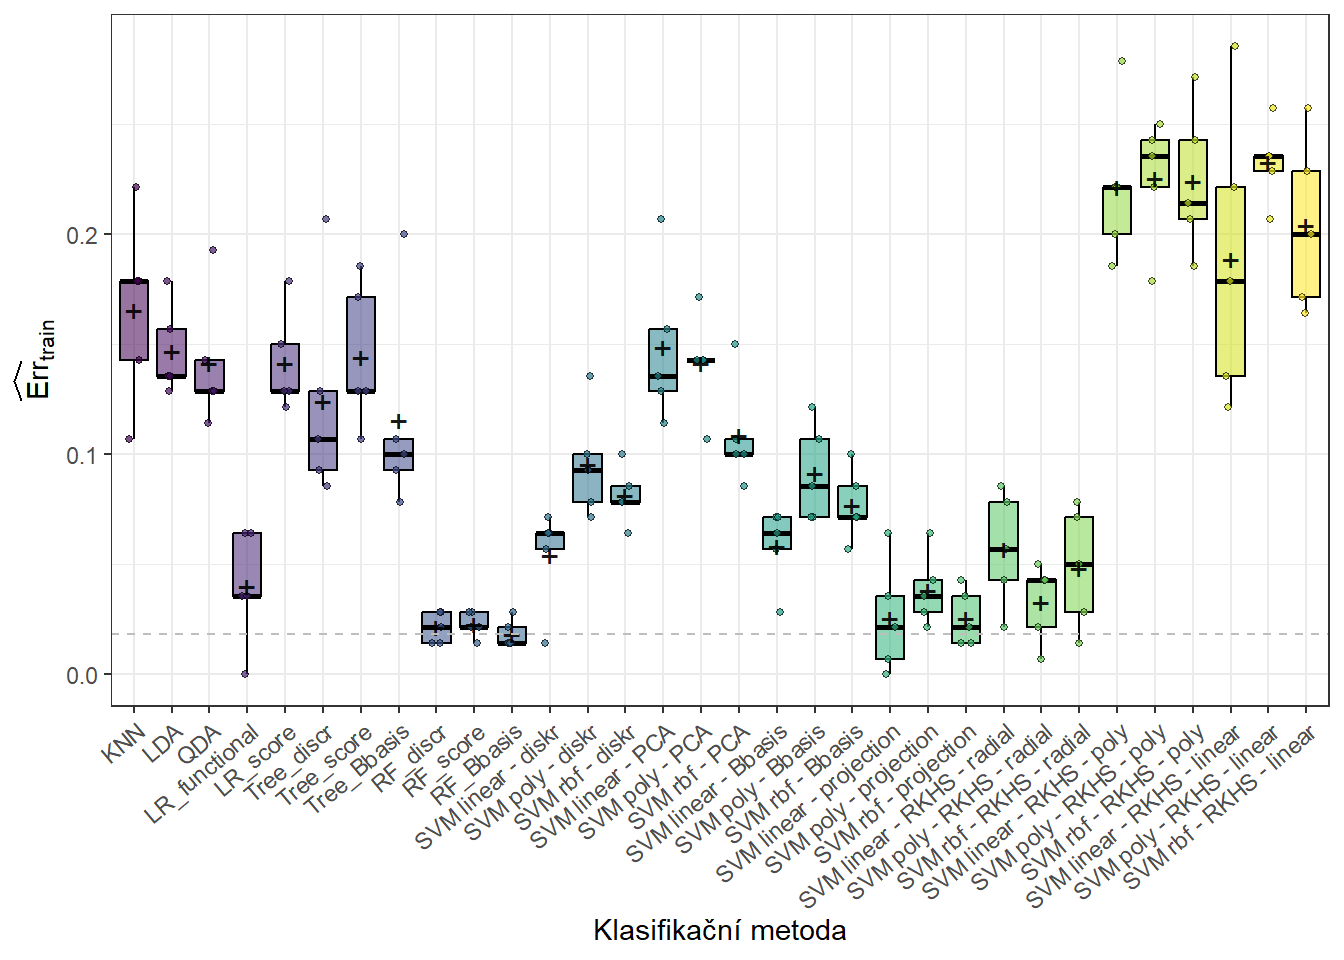 Êrr train
0.2
0.1
0.0
KNN
LDA
QDA
LR_functional
LR_score
Tree_discr
Tree_score
Tree_Bbasis
RF_discr
RF_score
RF_Bbasis
SVM linear - diskr
SVM poly - diskr
SVM rbf - diskr
SVM linear - PCA
SVM poly - PCA
SVM rbf - PCA
SVM linear - Bbasis
SVM poly - Bbasis
SVM rbf - Bbasis
SVM linear - projection
SVM poly - projection
SVM rbf - projection
SVM linear - RKHS - radial
SVM poly - RKHS - radial
SVM rbf - RKHS - radial
SVM linear - RKHS - poly
SVM poly - RKHS - poly
SVM rbf - RKHS - poly
SVM linear - RKHS - linear
SVM poly - RKHS - linear
SVM rbf - RKHS - linear
Klasifikační metoda